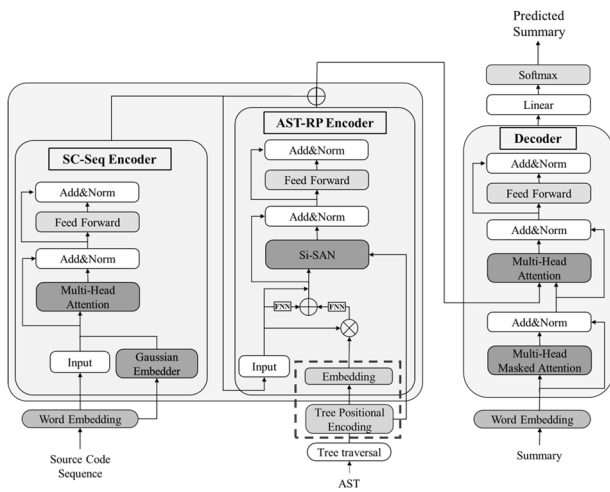 Predicted
Summary
Softmax
Linear
AST-RP Encoder
Decoder
SC-Seq Encoder
Add&Norm
Feed Forward
Add&Norm
Multi-Head
Attention
Input
Gaussian
Embedder
Word Embedding
Source Code
Sequence
Add&Norm
Feed Forward
Add&Norm
Si-SAN
FNN
FNN
Input
Embedding
Tree Positional
Encoding
Tree traversal
AST
Add&Norm
Feed Forward
Add&Norm
Multi-Head
Attention
Add&Norm
Multi-Head
Masked Attention
Word Embedding
Summary